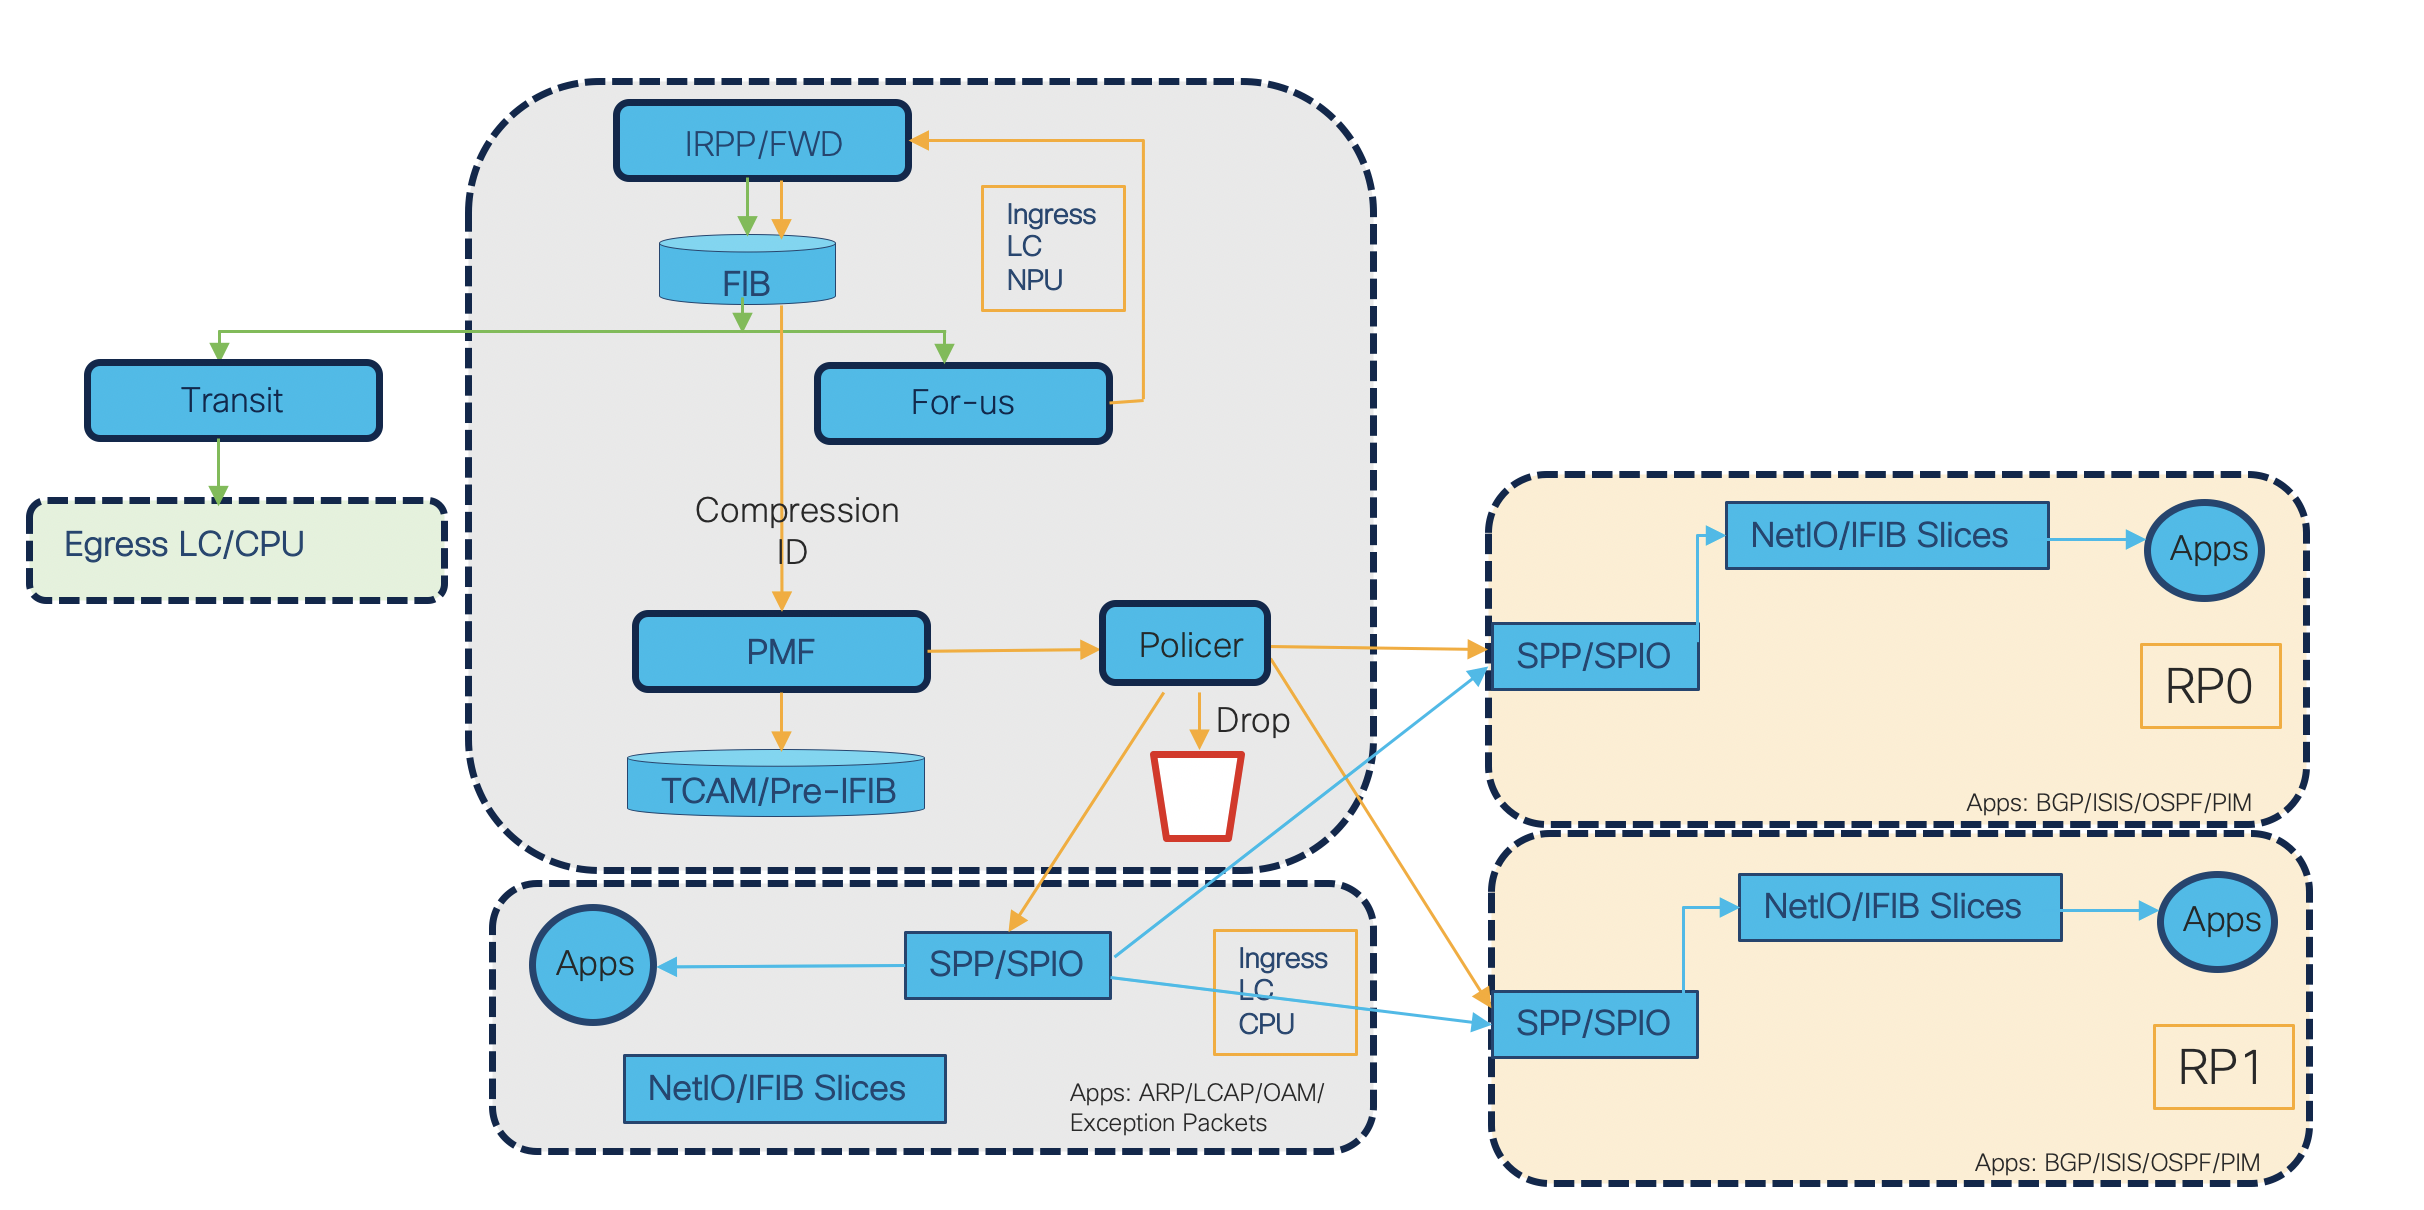 IRPP/FWD
Ingress
LC
NPU
FIB
Transit
For-us
Egress LC/CPU
Compression
ID
PMF
Policer
Drop
TCAM/Pre-IFIB
NetIO/IFIB Slices
Apps
SPP/SPIO
RP0
Apps: BGP/ISIS/OSPF/PIM
Apps
SPP/SPIO
Ingress
LC
CPU
NetIO/IFIB Slices
Apps: ARP/LCAP/OAM/
Exception Packets
NetIO/IFIB Slices
Apps
SPP/SPIO
RP1
Apps: BGP/ISIS/OSPF/PIM